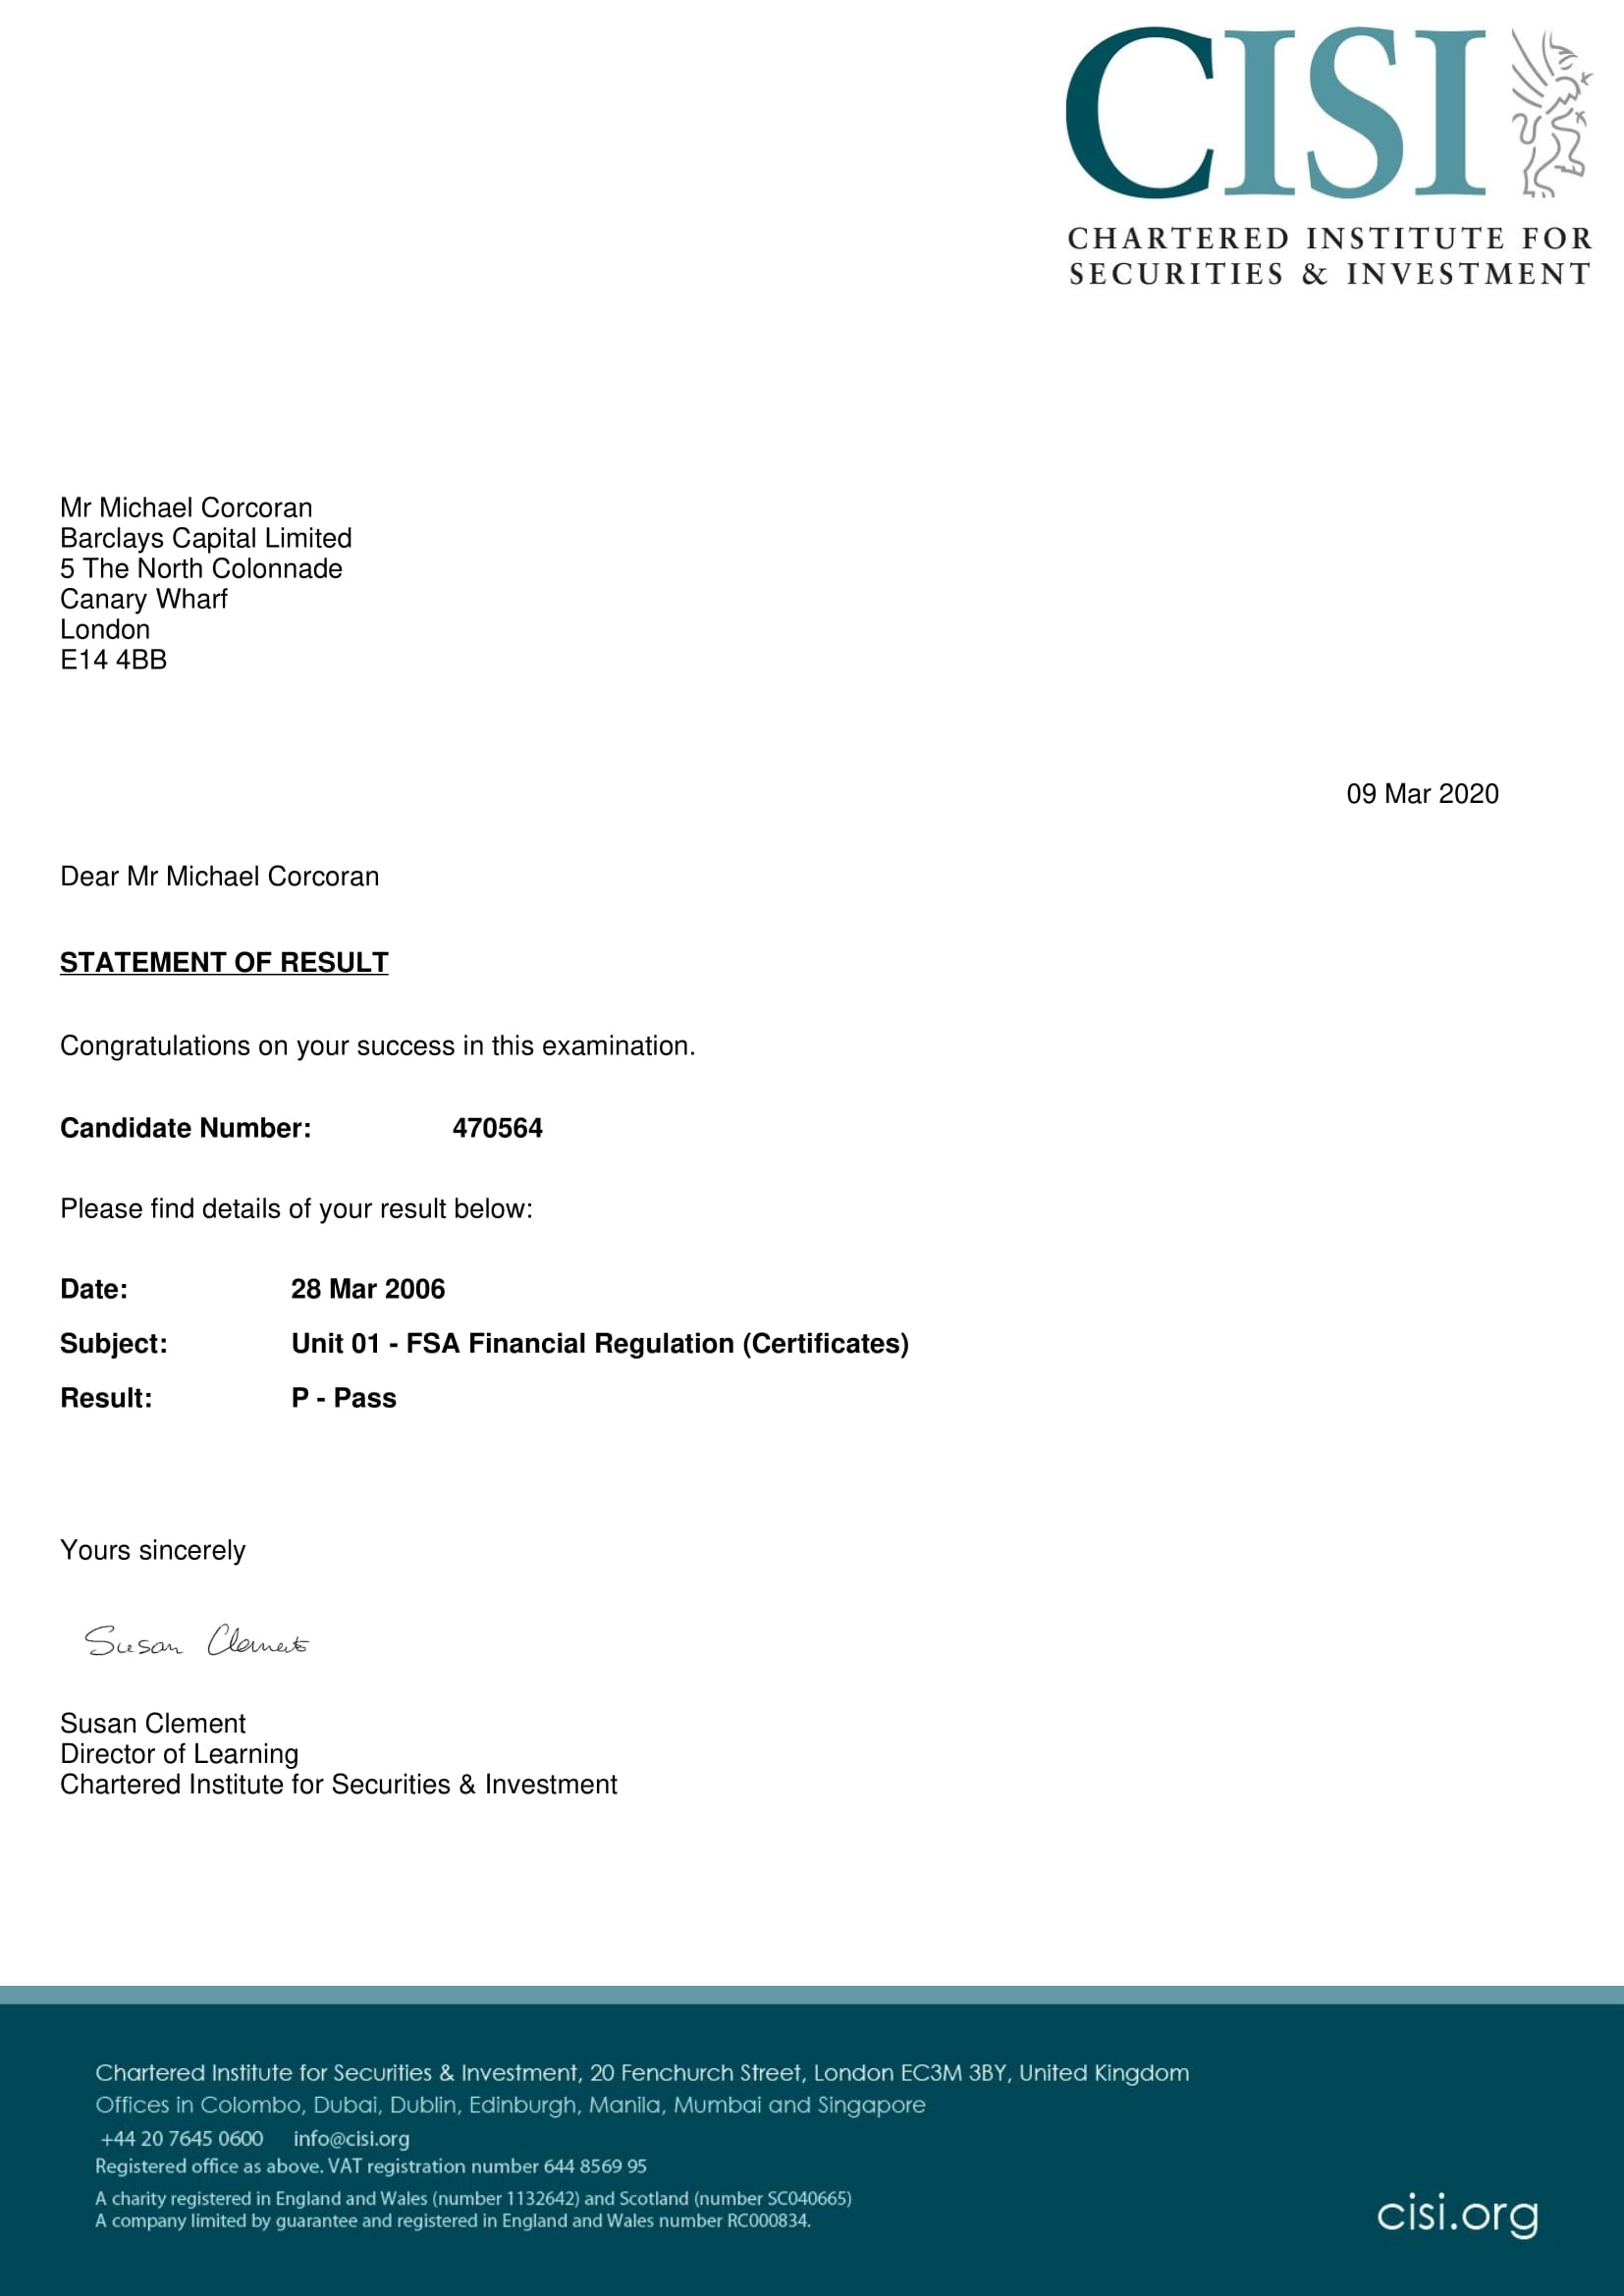 CISI
CHARTERED INSTITUTE FOR
SECURITIES & INVESTMENT
Mr Michael Corcoran
Barclays Capital Limited
5 The North Colonnade
Canary Wharf
London
E14 4BB
09 Mar 2020
Dear Mr Michael Corcoran
STATEMENT OF RESULT
Congratulations on your success in this examination.
Candidate Number: 470564
Please find details of your result below:
Date: 28 Mar 2006
Subject: Unit 01 - FSA Financial Regulation (Certificates)
Result: P - Pass
Yours sincerely
Susan Clement
Susan Clement
Director of Learning
Chartered Institute for Securities & Investment
Chartered Institute for Securities & Investment, 20 Fenchurch Street, London EC3M 3BY, United Kingdom
Offices in Colombo, Dubai, Dublin, Edinburgh, Manila, Mumbai and Singapore
+44 20 7645 0600 info@cisi.org
Registered office as above. VAT registration number 644 8569 95
A charity registered in England and Wales (number 1132642) and Scotland (number SC040665)
A company limited by guarantee and registered in England and Wales number RC000834.
cisi.org